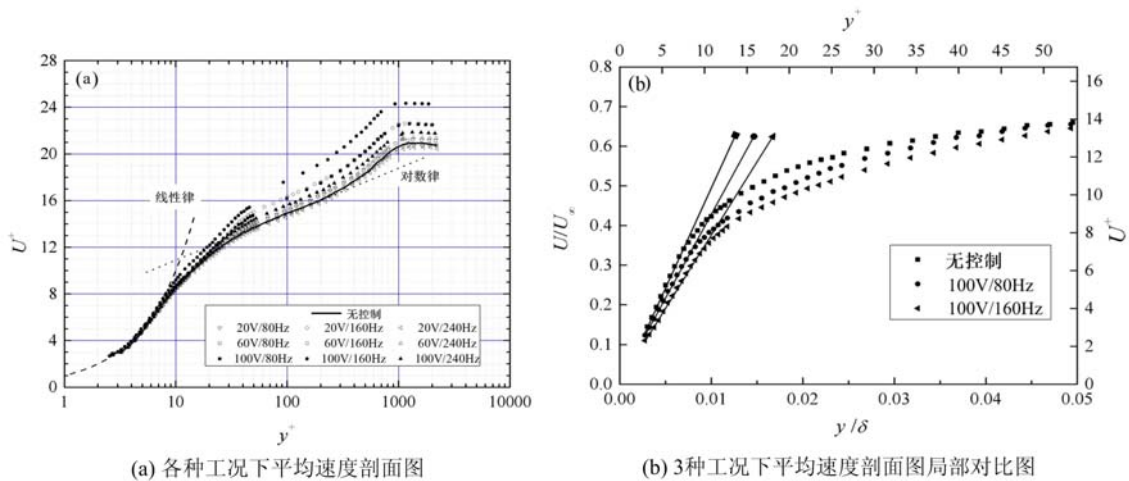 (a)
28
24
20
16
12
8
4
0
U⁺
线性律
对数律
无控制
20V/80Hz 20V/160Hz 20V/240Hz
60V/80Hz 60V/160Hz 60V/240Hz
100V/80Hz 100V/160Hz 100V/240Hz
1 10 100 1000 10000
y⁺
(a) 各种工况下平均速度剖面图
y⁺
0 5 10 15 20 25 30 35 40 45 50
(b)
0.8
0.7
0.6
0.5
0.4
0.3
0.2
0.1
0.0
U/U∞
16
14
12
10
8
6
4
2
0
U⁺
无控制
100V/80Hz
100V/160Hz
0.00 0.01 0.02 0.03 0.04 0.05
y/δ
(b) 3种工况下平均速度剖面图局部对比图